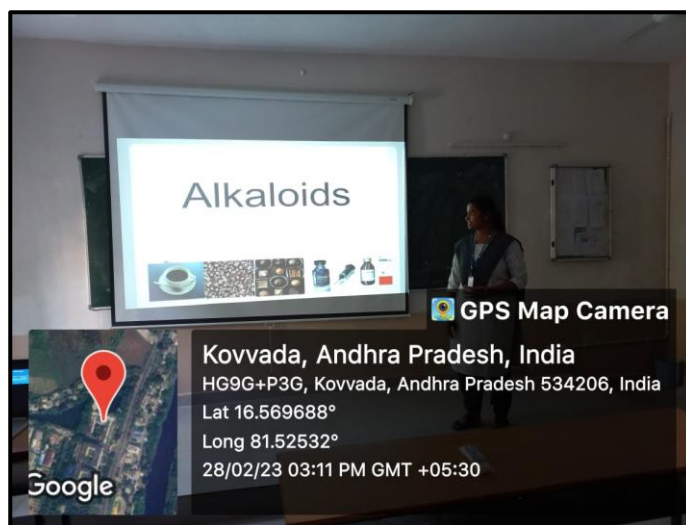 Alkaloids
GPS Map Camera
Kovvada, Andhra Pradesh, India
HG9G+P3G, Kovvada, Andhra Pradesh 534206, India
Lat 16.569688°
Long 81.52532°
28/02/23 03:11 PM GMT +05:30
Google